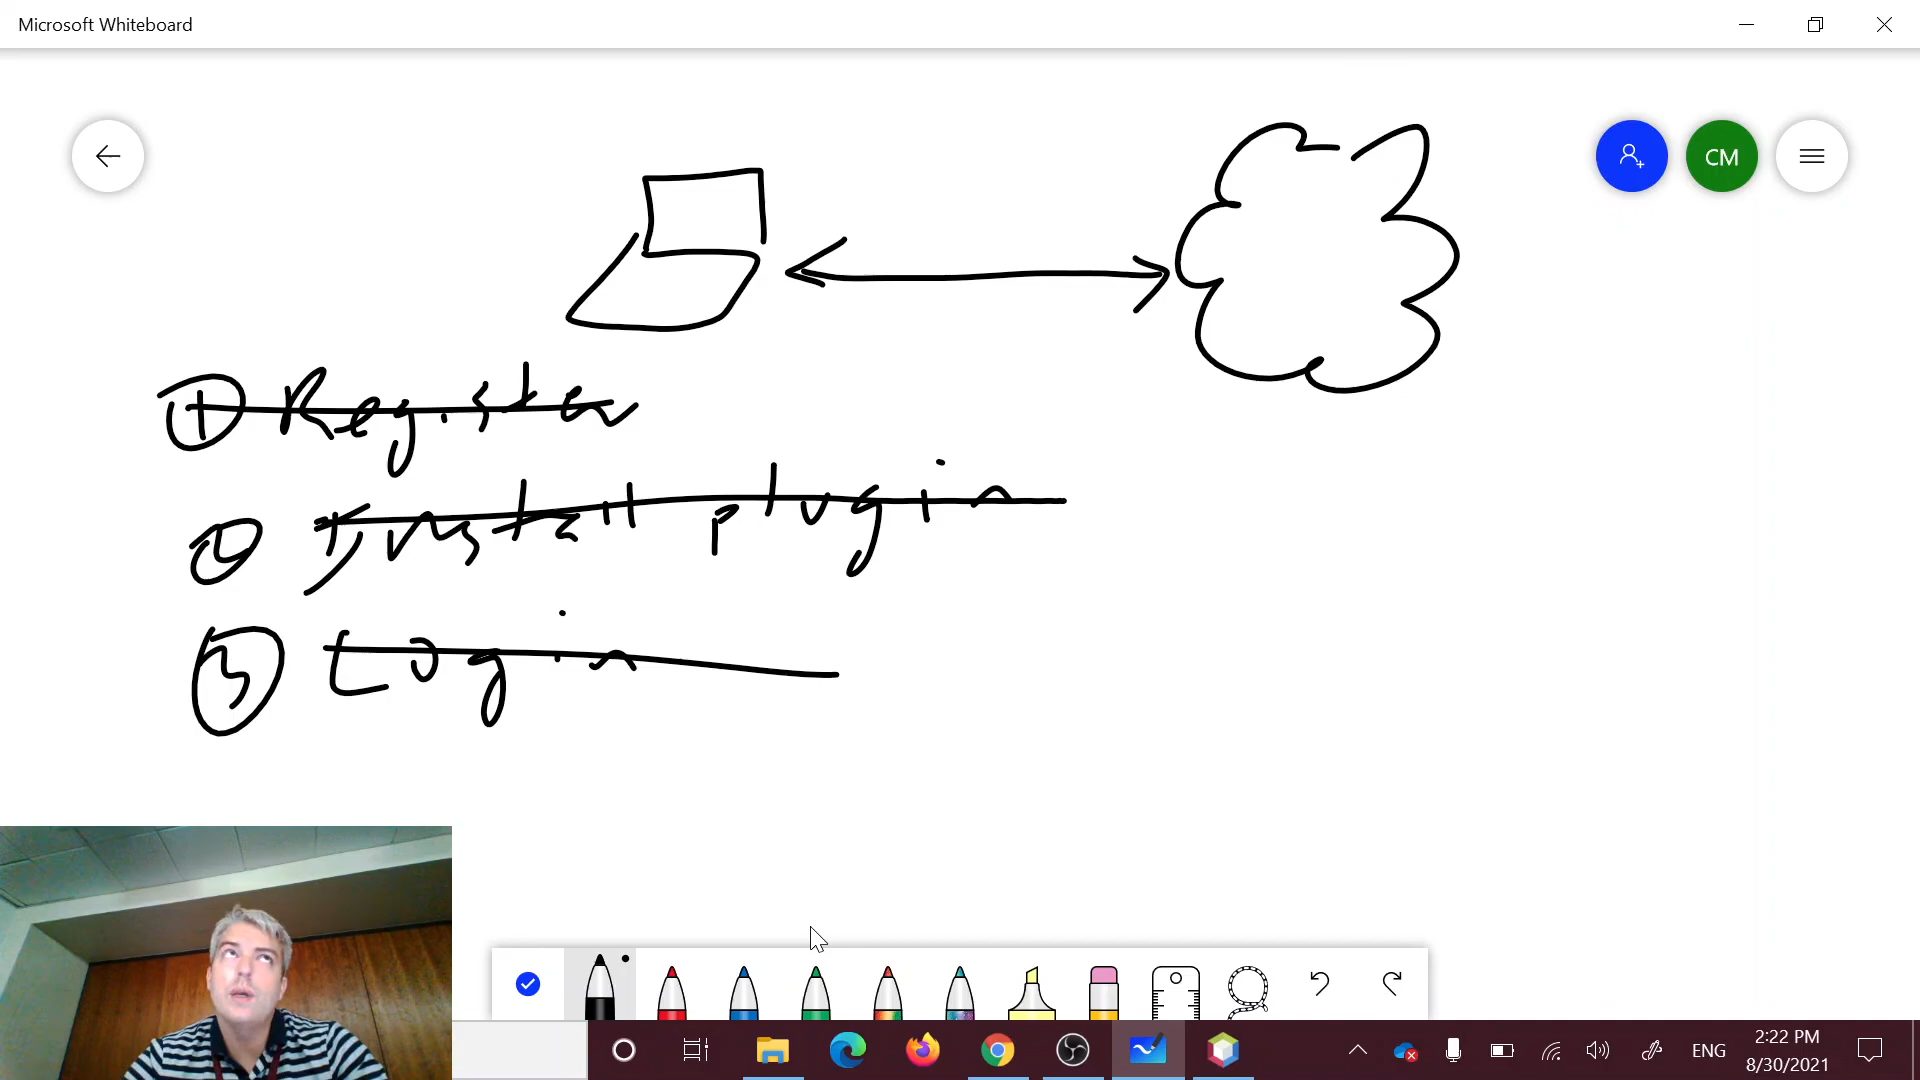 Microsoft Whiteboard
CM
① Register
② Install plugin
③ Login
ENG
2:22 PM
8/30/2021